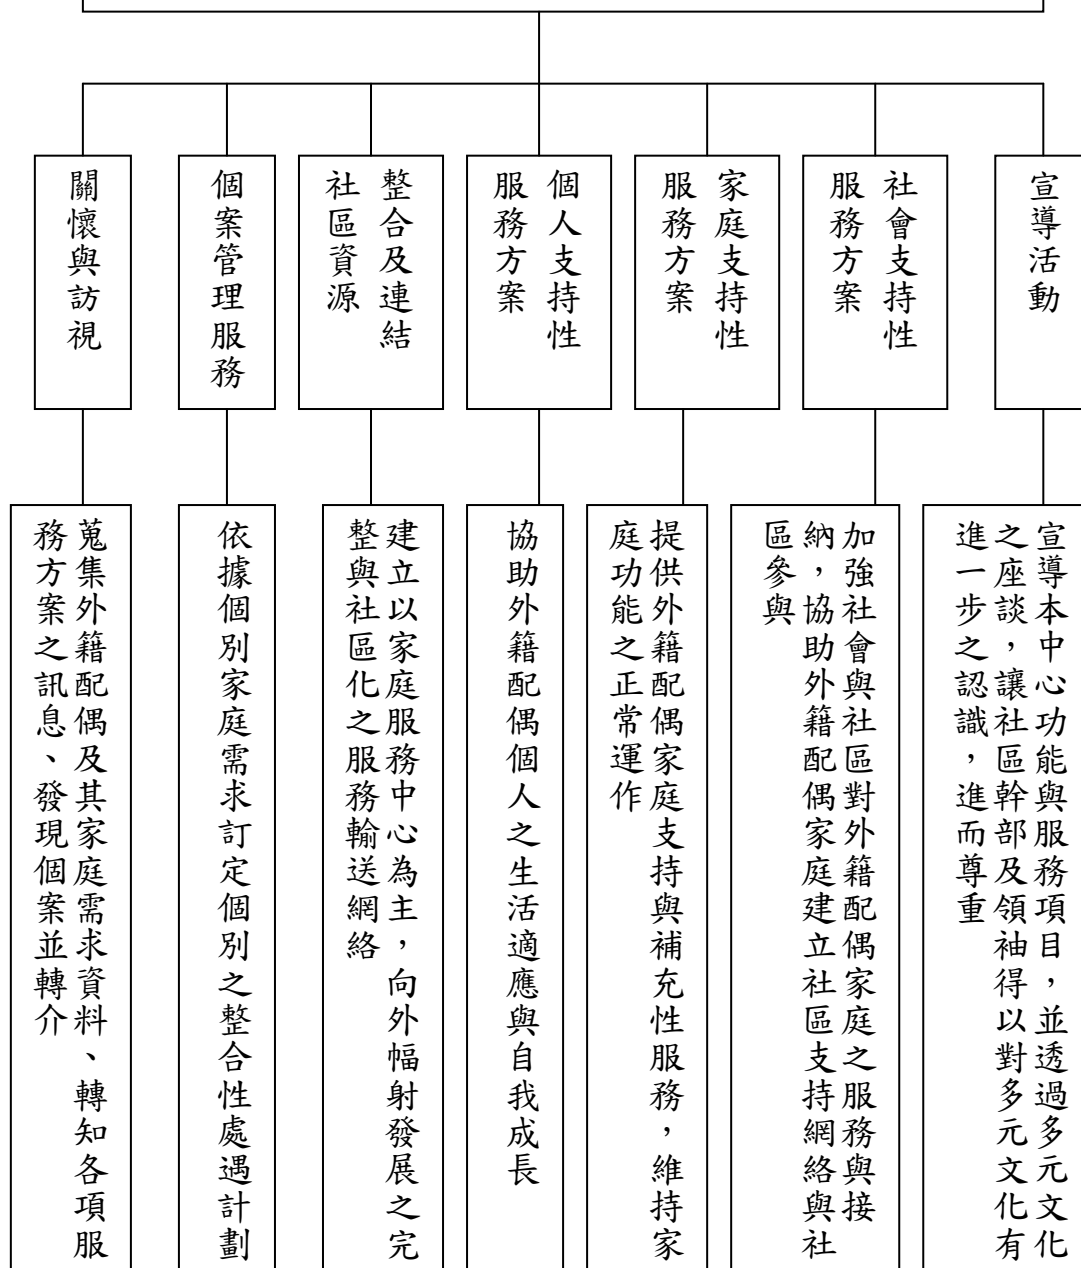 關懷與訪視
個案管理服務
整合及連結
社區資源
個人支持性
服務方案
家庭支持性
服務方案
社會支持性
服務方案
宣導活動
蒐集外籍配偶及其家庭需求資料、轉知各項服
務方案之訊息、發現個案並轉介
依據個別家庭需求訂定個別之整合性處遇計劃
建立以家庭服務中心為主，向外幅射發展之完
整與社區化之服務輸送網絡
協助外籍配偶個人之生活適應與自我成長
提供外籍配偶家庭支持與補充性服務，維持家
庭功能之正常運作
加強社會與社區對外籍配偶家庭之服務與接
納，協助外籍配偶家庭建立社區支持網絡與社
區參與
宣導本中心功能與服務項目，並透過多元文化
之座談，讓社區幹部及領袖得以對多元文化有
進一步之認識，進而尊重